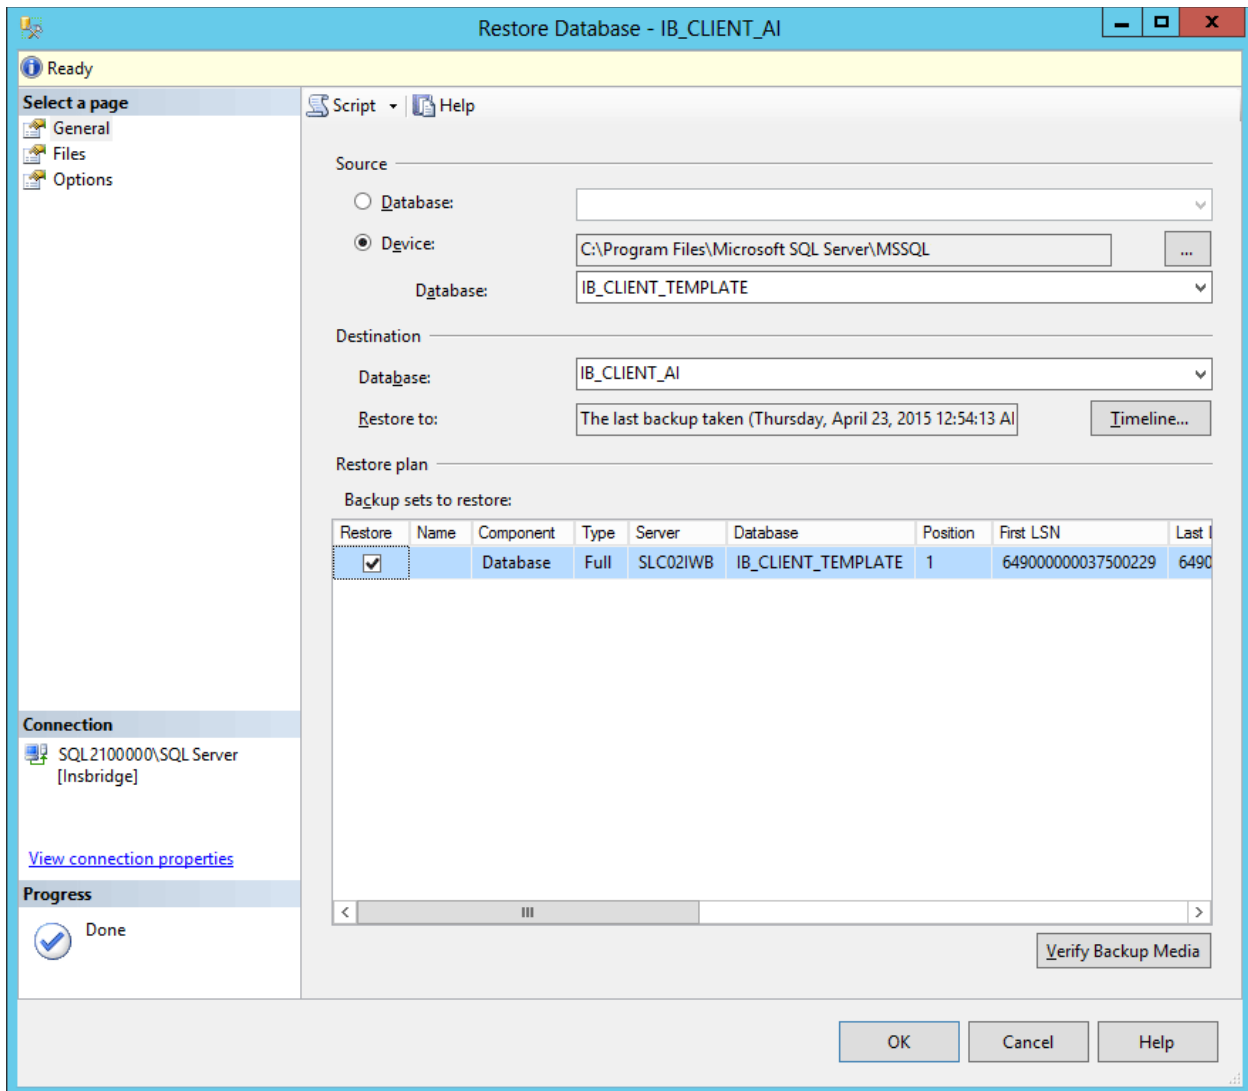 Restore Database - IB_CLIENT_AI
Ready
Select a page
General
Files
Options
Script
Help
Source
Database:
Device:
C:\Program Files\Microsoft SQL Server\MSSQL
...
Database:
IB_CLIENT_TEMPLATE
Destination
Database:
IB_CLIENT_AI
Restore to:
The last backup taken (Thursday, April 23, 2015 12:54:13 AI
Timeline...
Restore plan
Backup sets to restore:
Restore Name Component Type Server Database Position First LSN Last L
Database Full SLC02IWB IB_CLIENT_TEMPLATE 1 649000000037500229 6490
Connection
SQL2100000\SQL Server
[Insbridge]
View connection properties
Progress
Done
Verify Backup Media
OK Cancel Help